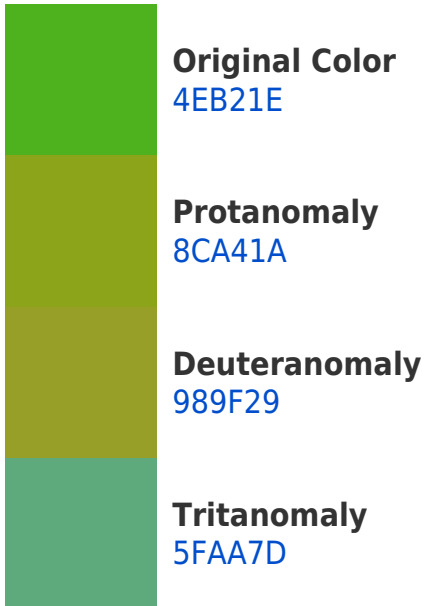 Original Color
4EB21E
Protanomaly
8CA41A
Deuteranomaly
989F29
Tritanomaly
5FAA7D